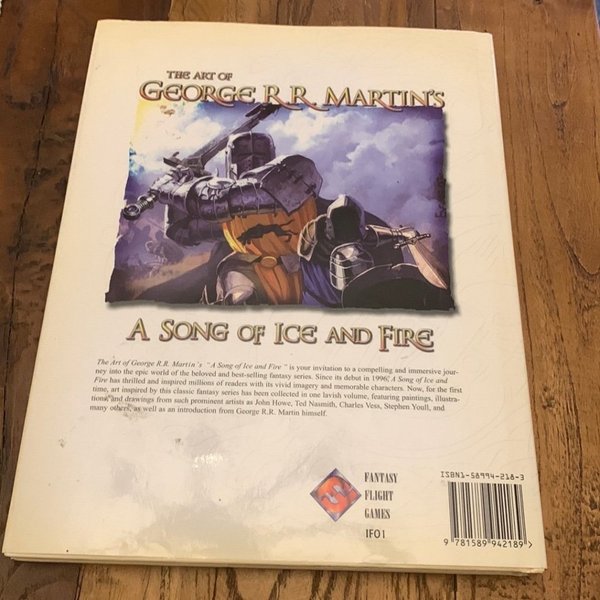 THE ART OF
GEORGE R.R. MARTIN'S
A SONG OF ICE AND FIRE
The Art of George R.R. Martin's "A Song of Ice and Fire" is your invitation to a compelling and immersive jour-
ney into the epic world of the beloved and best-selling fantasy series. Since its debut in 1996, A Song of Ice and
Fire has thrilled and inspired millions of readers with its vivid imagery and memorable characters. Now, for the first
time, art inspired by this classic fantasy series has been collected in one lavish volume, featuring paintings, illustra-
tions, and drawings from such prominent artists as John Howe, Ted Nasmith, Charles Vess, Stephen Youll, and
many others, as well as an introduction from George R.R. Martin himself.
FANTASY
FLIGHT
GAMES
IF01
ISBN1-58994-218-3
9 781589 942189 >